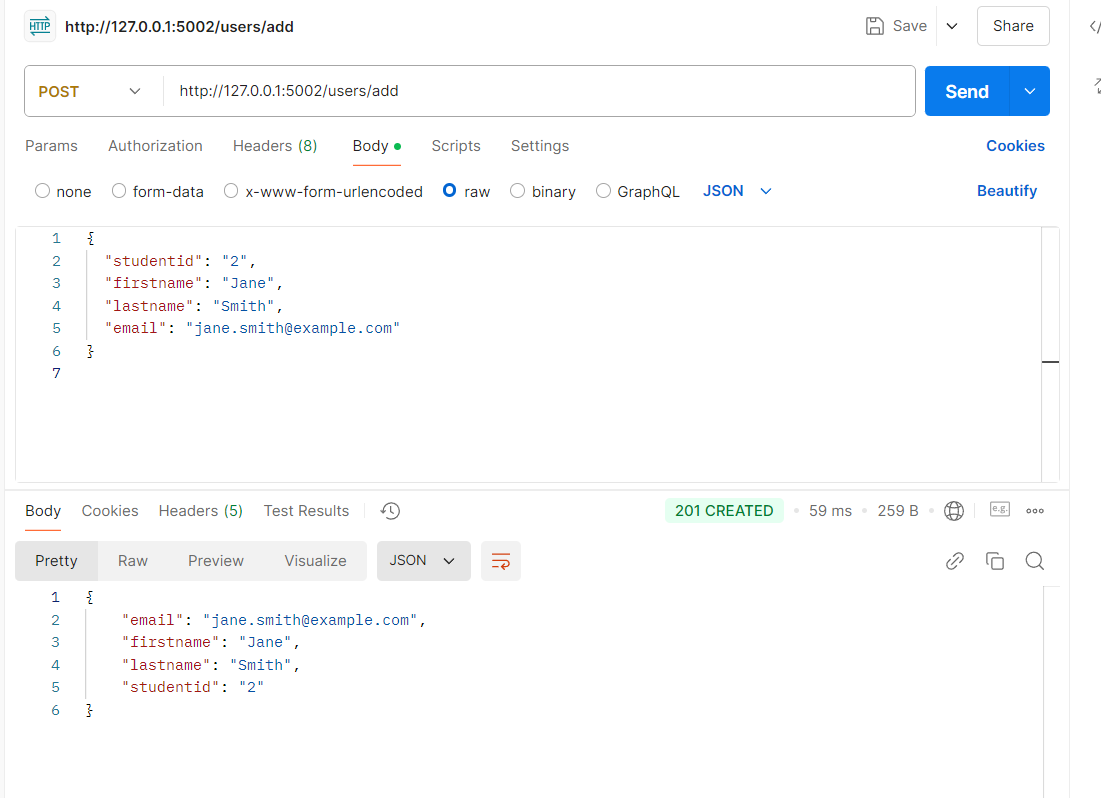 HTTP http://127.0.0.1:5002/users/add Save Share
POST http://127.0.0.1:5002/users/add Send
Params Authorization Headers (8) Body Scripts Settings Cookies
none form-data x-www-form-urlencoded raw binary GraphQL JSON Beautify
1 {
2 "studentid": "2",
3 "firstname": "Jane",
4 "lastname": "Smith",
5 "email": "jane.smith@example.com"
6 }
7
Body Cookies Headers (5) Test Results 201 CREATED 59 ms 259 B e.g.
Pretty Raw Preview Visualize JSON
1 {
2 "email": "jane.smith@example.com",
3 "firstname": "Jane",
4 "lastname": "Smith",
5 "studentid": "2"
6 }